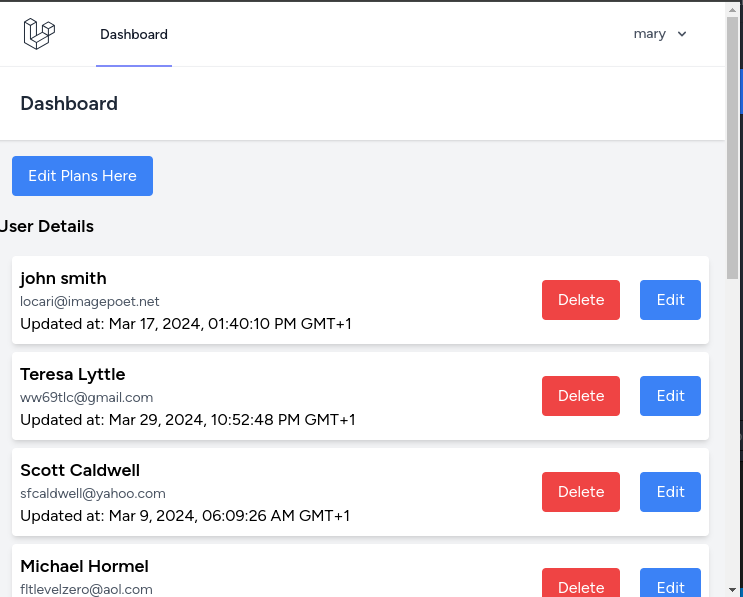 Dashboard
mary
Dashboard
Edit Plans Here
User Details
john smith
locari@imagepoet.net
Updated at: Mar 17, 2024, 01:40:10 PM GMT+1
Delete
Edit
Teresa Lyttle
ww69tlc@gmail.com
Updated at: Mar 29, 2024, 10:52:48 PM GMT+1
Delete
Edit
Scott Caldwell
sfcaldwell@yahoo.com
Updated at: Mar 9, 2024, 06:09:26 AM GMT+1
Delete
Edit
Michael Hormel
fltlevelzero@aol.com
Delete
Edit